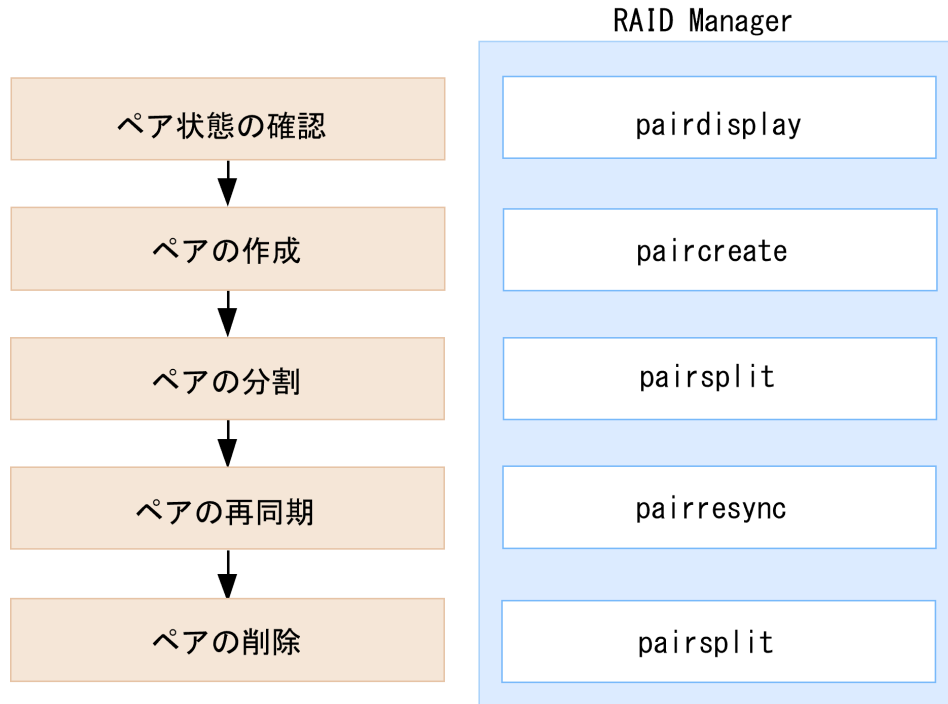 RAID Manager
ペア状態の確認
pairdisplay
ペアの作成
paircreate
ペアの分割
pairsplit
ペアの再同期
pairresync
ペアの削除
pairsplit